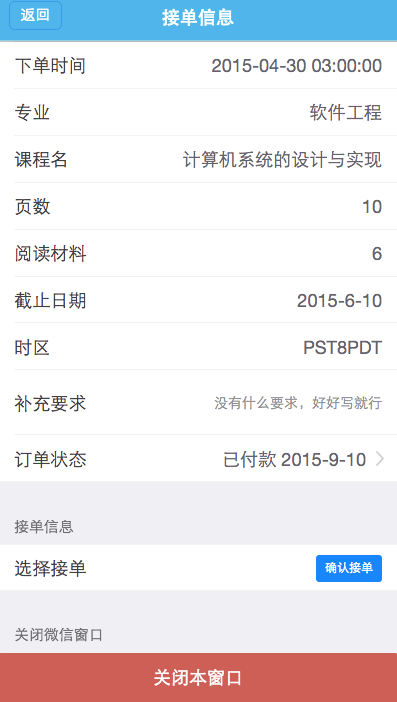 返回
接单信息
下单时间 2015-04-30 03:00:00
专业 软件工程
课程名 计算机系统的设计与实现
页数 10
阅读材料 6
截止日期 2015-6-10
时区 PST8PDT
补充要求 没有什么要求，好好写就行
订单状态 已付款 2015-9-10
接单信息
选择接单 确认接单
关闭微信窗口
关闭本窗口